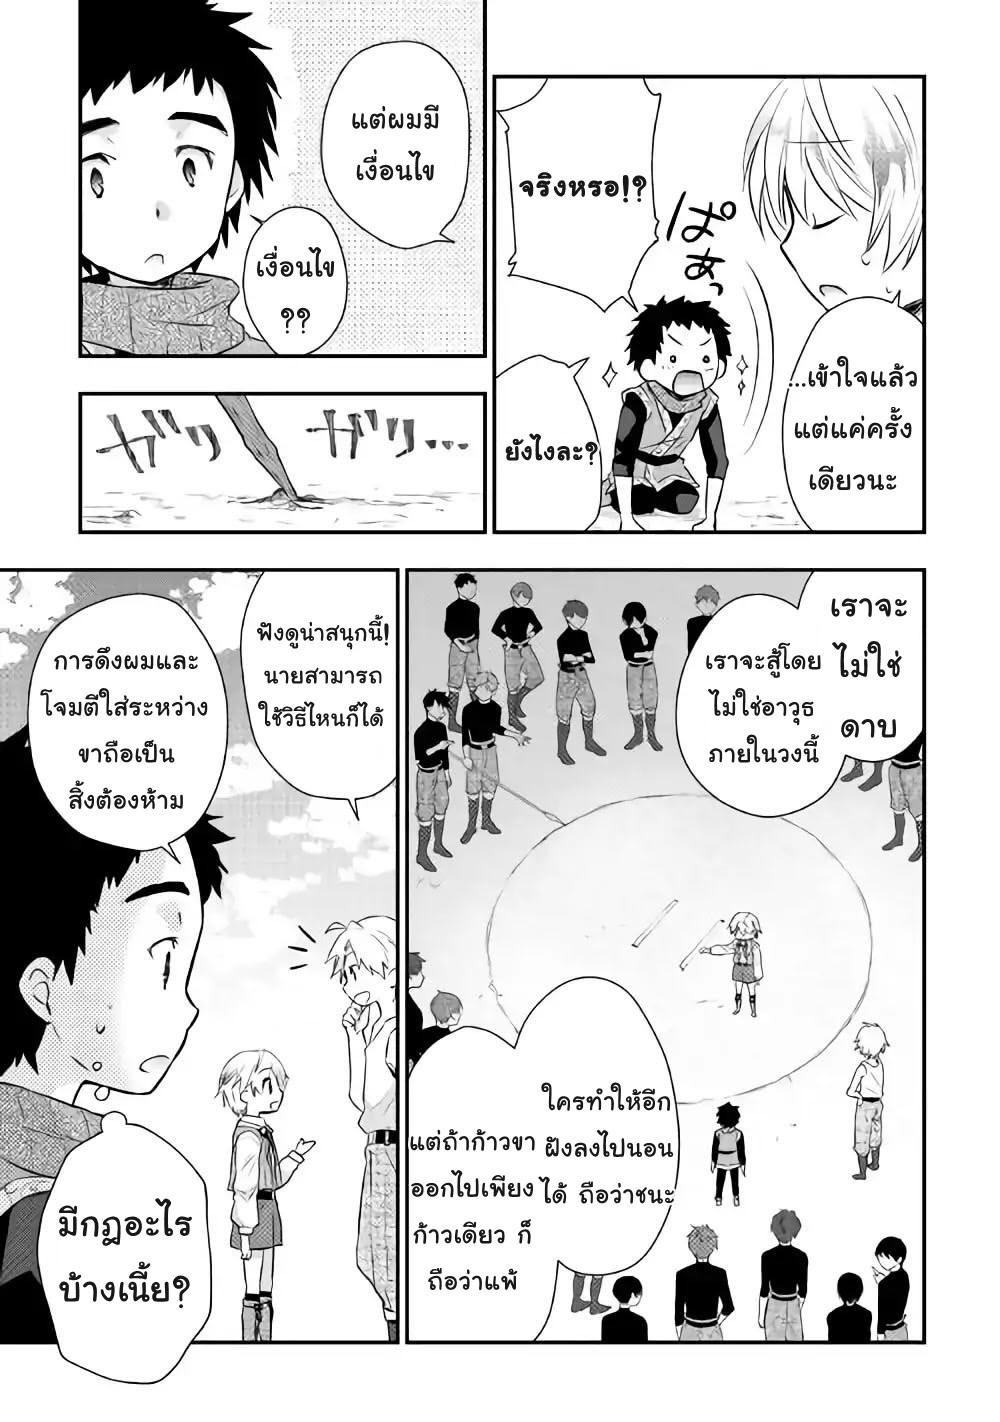 จริงหรอ!?
ぱぁっ
...เข้าใจแล้ว
แต่แค่ครั้ง
เดียวนะ
ยังไงละ?
แต่ผมมี
เงื่อนไข
เงื่อนไข
??
ガリ...
ガリ
เราจะ
ไม่ใช่
ดาบ
เราจะสู้โดย
ไม่ใช่อาวุธ
ภายในวงนี้
ใครทำให้อีก
ฝังลงไปนอน
ได้ ถือว่าชนะ
แต่ถ้าก้าวขา
ออกไปเพียง
ก้าวเดียว ก็
ถือว่าแพ้
ฟังดูน่าสนุกนี้!
นายสามารถ
ใช้วิธีไหนก็ได้
การดึงผมและ
โจมตีใส่ระหว่าง
ขาถือเป็น
สิ้งต้องห้าม
มีกฎอะไร
บ้างเนี้ย?